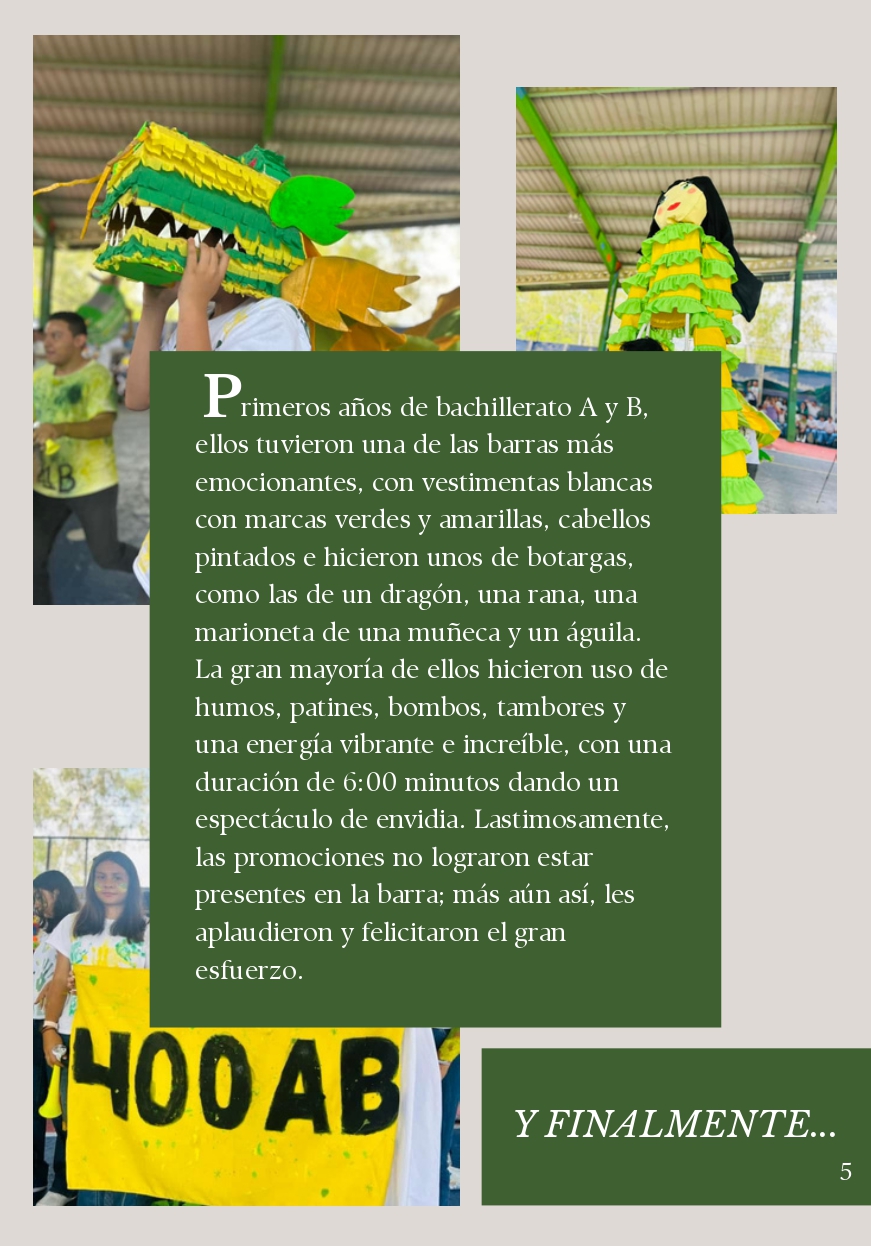 Primeros años de bachillerato A y B,
ellos tuvieron una de las barras más
emocionantes, con vestimentas blancas
con marcas verdes y amarillas, cabellos
pintados e hicieron unos de botargas,
como las de un dragón, una rana, una
marioneta de una muñeca y un águila.
La gran mayoría de ellos hicieron uso de
humos, patines, bombos, tambores y
una energía vibrante e increíble, con una
duración de 6:00 minutos dando un
espectáculo de envidia. Lastimosamente,
las promociones no lograron estar
presentes en la barra; más aún así, les
aplaudieron y felicitaron el gran
esfuerzo.
AB
400 AB
Y FINALMENTE...
5